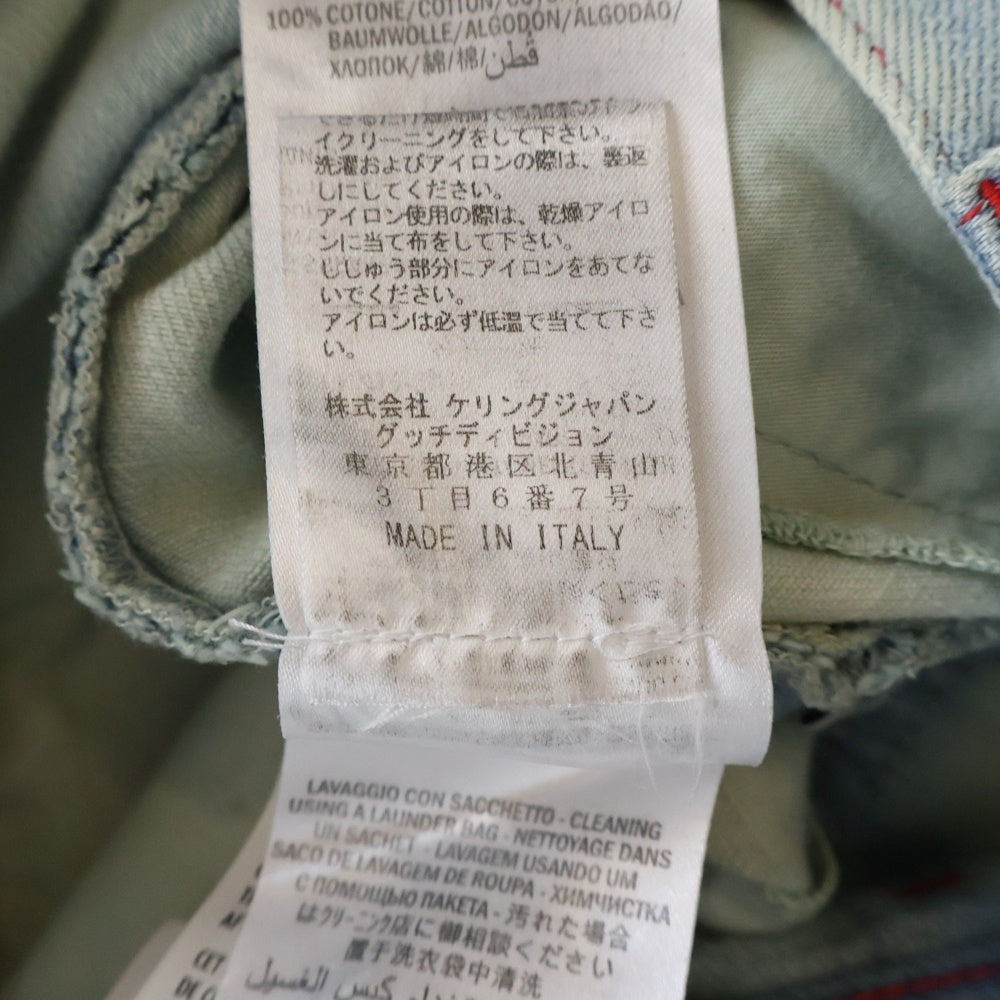 100% COTONE/COTTON/
BAUMWOLLE/ALGODÓN/ALGODÃO/
ХЛОПОК/綿/棉/قطن
イクリーニングをして下さい。
洗濯およびアイロンの際は、裏返
しにしてください。
アイロン使用の際は、乾燥アイロ
ンに当て布をして下さい。
しじゅう部分にアイロンをあてな
いでください。
アイロンは必ず低温で当てて下さ
い。
株式会社 ケリングジャパン
グッチディビジョン
東京都港区北青山
3丁目6番7号
MADE IN ITALY
LAVAGGIO CON SACCHETTO - CLEANING
USING A LAUNDER BAG - NETTOYAGE DANS
UN SACHET - LAVAGEM USANDO UM
SACO DE LAVAGEM DE ROUPA - ХИМЧИСТКА
С ПОМОЩЬЮ ПАКЕТА - 汚れた場合
はクリーニング店に御相談ください
置于洗衣袋中清洗
كيس الغسيل
CET